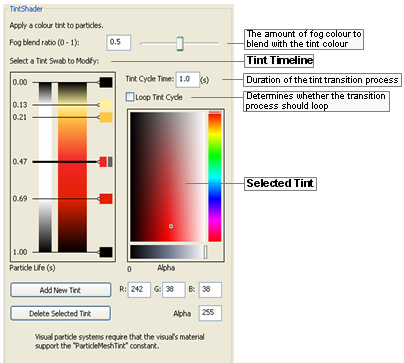 TintShader
Apply a colour tint to particles.
Fog blend ratio (0 - 1):
0.5
The amount of fog colour to
blend with the tint colour
Select a Tint Swab to Modify:
Tint Timeline
0.00
Tint Cycle Time:
1.0
(s)
Duration of the tint transition process
0.13
Loop Tint Cycle
Determines whether the transition
process should loop
0.21
0.47
Selected Tint
0.69
1.00
Particle Life (s)
0
Alpha
Add New Tint
R:
242
G:
38
B:
38
Delete Selected Tint
Alpha
255
Visual particle systems require that the visual's material
support the "ParticleMeshTint" constant.